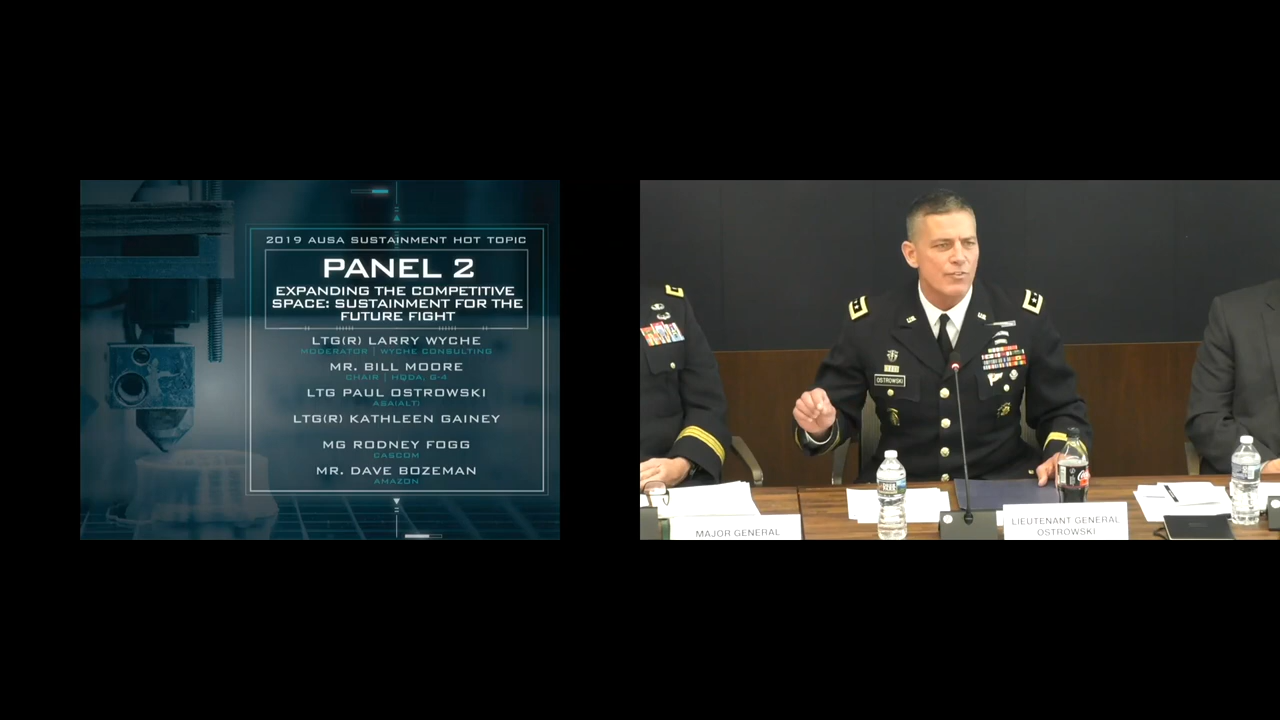 2019 AUSA SUSTAINMENT HOT TOPIC
PANEL 2
EXPANDING THE COMPETITIVE
SPACE: SUSTAINMENT FOR THE
FUTURE FIGHT
LTG(R) LARRY WYCHE
MODERATOR | WYCHE CONSULTING
MR. BILL MOORE
CHAIR | HQDA, G-4
LTG PAUL OSTROWSKI
ASA(ALT)
LTG(R) KATHLEEN GAINEY
MG RODNEY FOGG
CASCOM
MR. DAVE BOZEMAN
AMAZON
OSTROWSKI
MAJOR GENERAL
LIEUTENANT GENERAL
OSTROWSKI